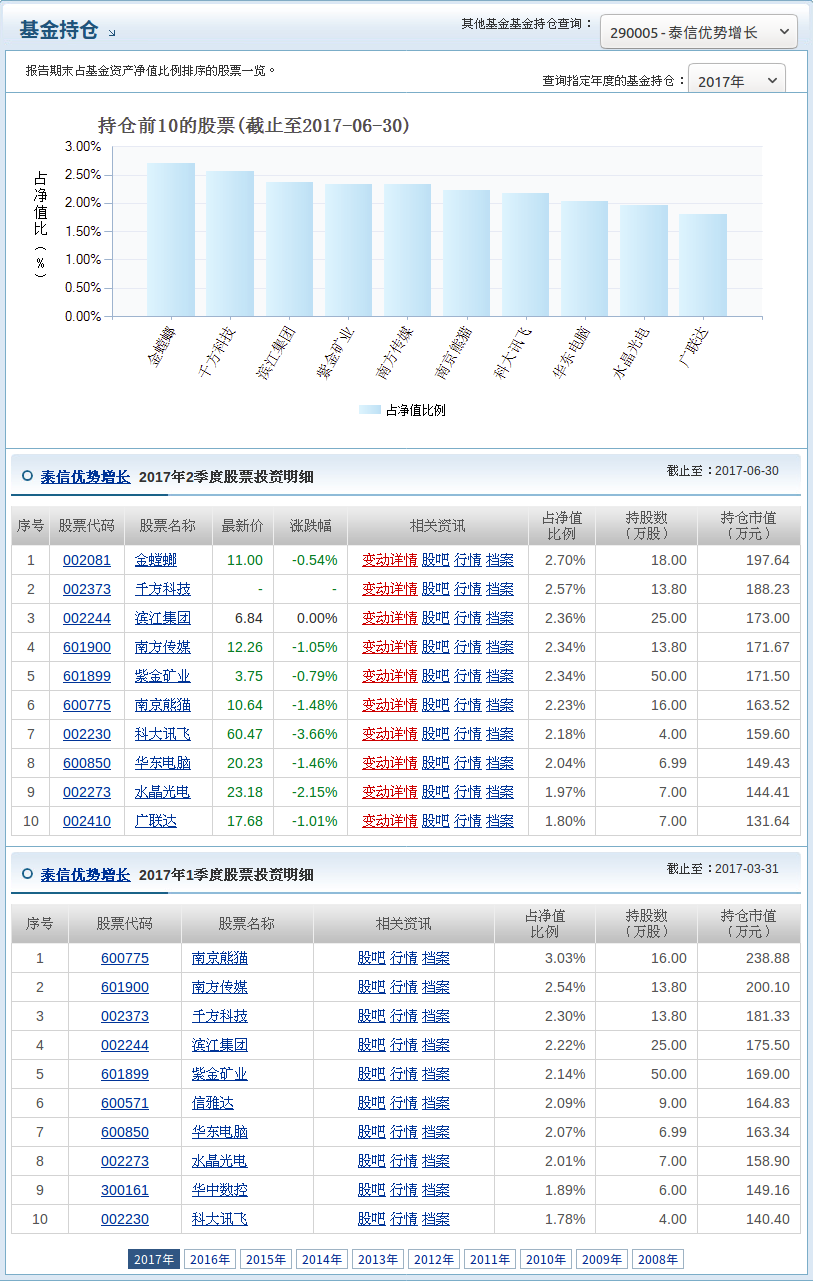 基金持仓
其他基金基金持仓查询：
290005 - 泰信优势增长
报告期末占基金资产净值比例排序的股票一览。
查询指定年度的基金持仓：
2017年
持仓前10的股票(截止至2017-06-30)
占净值比（%）
3.00%
2.50%
2.00%
1.50%
1.00%
0.50%
0.00%
金螳螂 千方科技 滨江集团 紫金矿业 南方传媒 南京熊猫 科大讯飞 华东电脑 水晶光电 广联达
占净值比例
泰信优势增长 2017年2季度股票投资明细
截止至：2017-06-30
序号 股票代码 股票名称 最新价 涨跌幅 相关资讯 占净值比例 持股数（万股） 持仓市值（万元）
1 002081 金螳螂 11.00 -0.54% 变动详情 股吧 行情 档案 2.70% 18.00 197.64
2 002373 千方科技 - - 变动详情 股吧 行情 档案 2.57% 13.80 188.23
3 002244 滨江集团 6.84 0.00% 变动详情 股吧 行情 档案 2.36% 25.00 173.00
4 601900 南方传媒 12.26 -1.05% 变动详情 股吧 行情 档案 2.34% 13.80 171.67
5 601899 紫金矿业 3.75 -0.79% 变动详情 股吧 行情 档案 2.34% 50.00 171.50
6 600775 南京熊猫 10.64 -1.48% 变动详情 股吧 行情 档案 2.23% 16.00 163.52
7 002230 科大讯飞 60.47 -3.66% 变动详情 股吧 行情 档案 2.18% 4.00 159.60
8 600850 华东电脑 20.23 -1.46% 变动详情 股吧 行情 档案 2.04% 6.99 149.43
9 002273 水晶光电 23.18 -2.15% 变动详情 股吧 行情 档案 1.97% 7.00 144.41
10 002410 广联达 17.68 -1.01% 变动详情 股吧 行情 档案 1.80% 7.00 131.64
泰信优势增长 2017年1季度股票投资明细
截止至：2017-03-31
序号 股票代码 股票名称 相关资讯 占净值比例 持股数（万股） 持仓市值（万元）
1 600775 南京熊猫 股吧 行情 档案 3.03% 16.00 238.88
2 601900 南方传媒 股吧 行情 档案 2.54% 13.80 200.10
3 002373 千方科技 股吧 行情 档案 2.30% 13.80 181.33
4 002244 滨江集团 股吧 行情 档案 2.22% 25.00 175.50
5 601899 紫金矿业 股吧 行情 档案 2.14% 50.00 169.00
6 600571 信雅达 股吧 行情 档案 2.09% 9.00 164.83
7 600850 华东电脑 股吧 行情 档案 2.07% 6.99 163.34
8 002273 水晶光电 股吧 行情 档案 2.01% 7.00 158.90
9 300161 华中数控 股吧 行情 档案 1.89% 6.00 149.16
10 002230 科大讯飞 股吧 行情 档案 1.78% 4.00 140.40
2017年 2016年 2015年 2014年 2013年 2012年 2011年 2010年 2009年 2008年